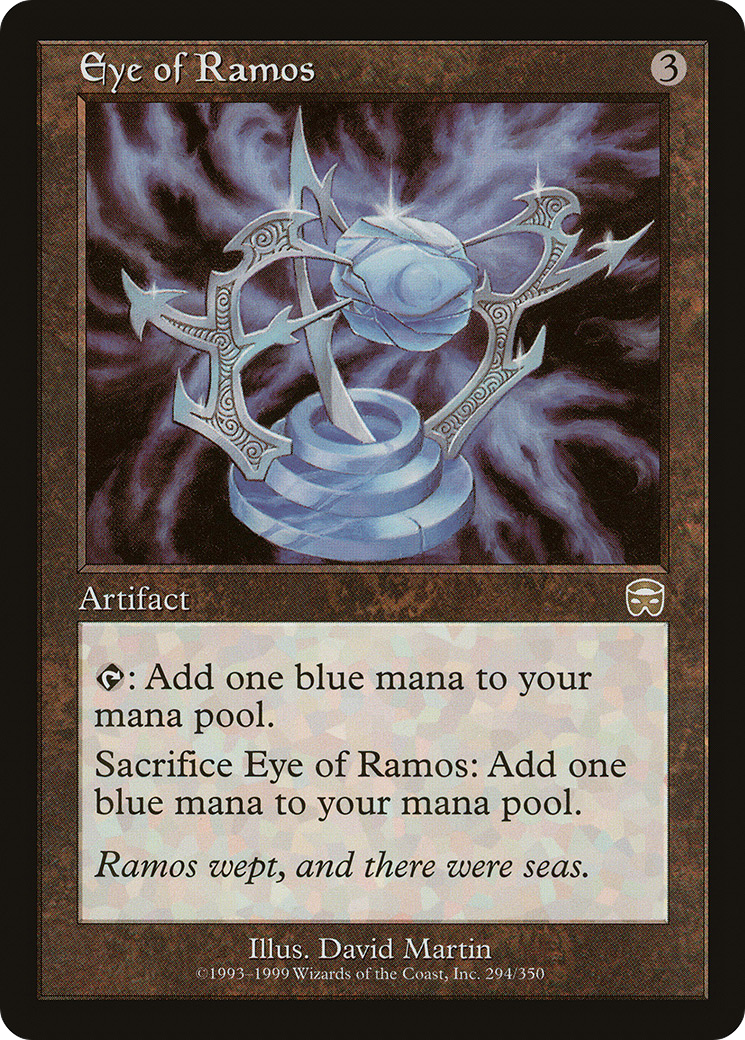 Eye of Ramos
3
Artifact
: Add one blue mana to your
mana pool.
Sacrifice Eye of Ramos: Add one
blue mana to your mana pool.
Ramos wept, and there were seas.
Illus. David Martin
©1993–1999 Wizards of the Coast, Inc. 294/350